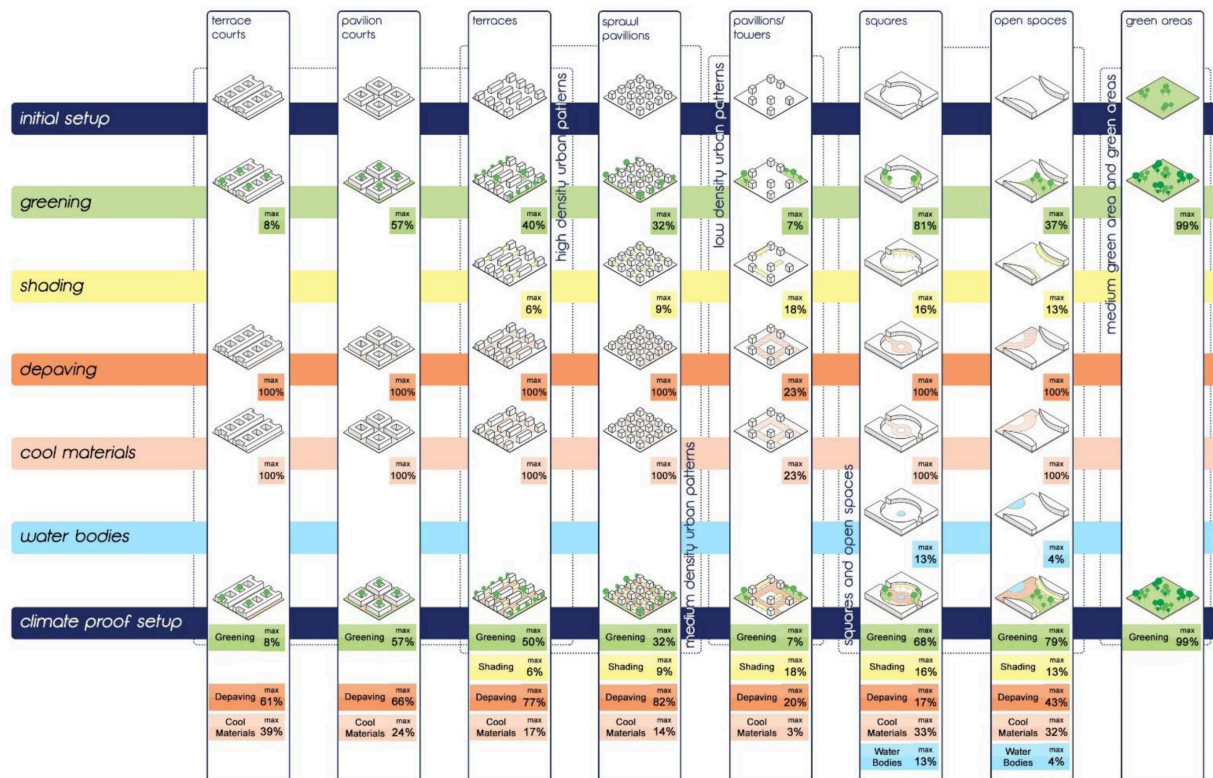 terrace
courts
pavilion
courts
terraces
sprawl
pavillions
pavillions/
towers
squares
open spaces
green areas
high density urban patterns
low density urban patterns
medium green area and green areas
medium density urban patterns
squares and open spaces
initial setup
greening
max
8%
max
57%
max
40%
max
32%
max
7%
max
81%
max
37%
max
99%
shading
max
6%
max
9%
max
18%
max
16%
max
13%
depaving
max
100%
max
100%
max
100%
max
100%
max
23%
max
100%
max
100%
cool materials
max
100%
max
100%
max
100%
max
100%
max
23%
max
100%
max
100%
water bodies
max
13%
max
4%
climate proof setup
Greening max 8%
Greening max 57%
Greening max 50%
Greening max 32%
Greening max 7%
Greening max 68%
Greening max 79%
Greening max 99%
Shading max 6%
Shading max 9%
Shading max 18%
Shading max 16%
Shading max 13%
Depaving max 61%
Depaving max 66%
Depaving max 77%
Depaving max 82%
Depaving max 20%
Depaving max 17%
Depaving max 43%
Cool Materials max 39%
Cool Materials max 24%
Cool Materials max 17%
Cool Materials max 14%
Cool Materials max 3%
Cool Materials max 33%
Cool Materials max 32%
Water Bodies max 13%
Water Bodies max 4%